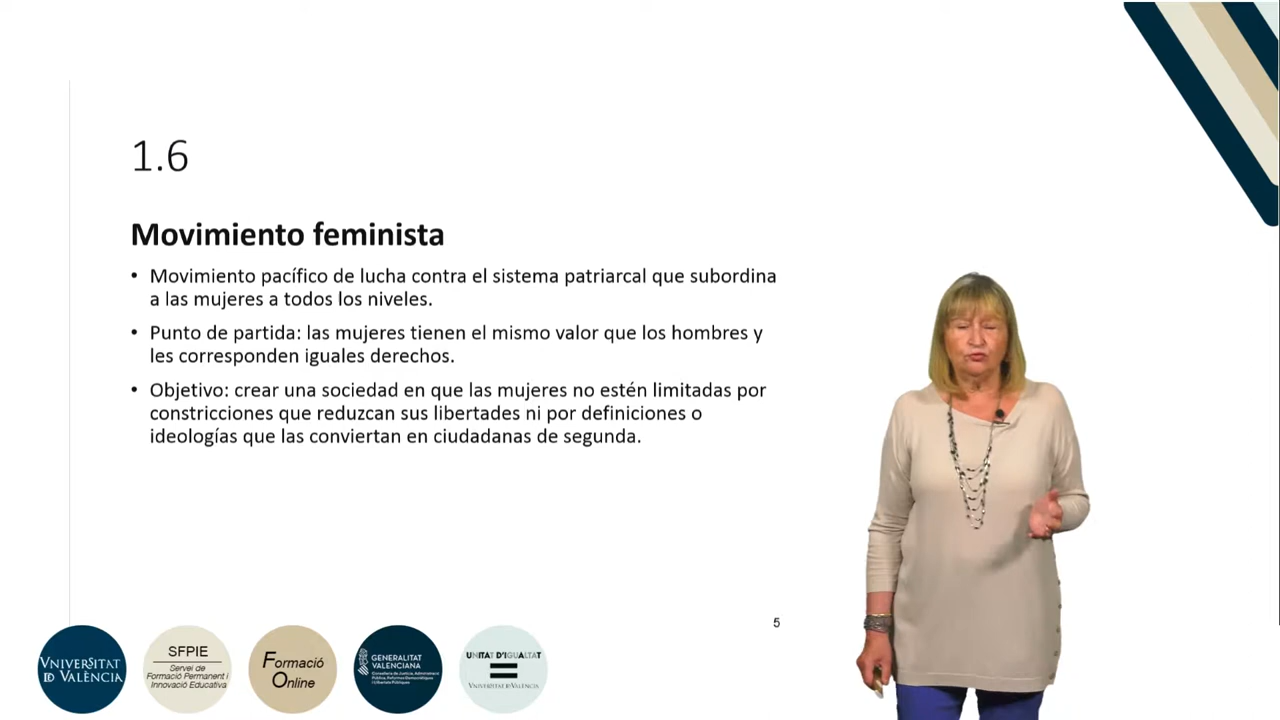 1.6
Movimiento feminista
• Movimiento pacífico de lucha contra el sistema patriarcal que subordina
a las mujeres a todos los niveles.
• Punto de partida: las mujeres tienen el mismo valor que los hombres y
les corresponden iguales derechos.
• Objetivo: crear una sociedad en que las mujeres no estén limitadas por
constricciones que reduzcan sus libertades ni por definiciones o
ideologías que las conviertan en ciudadanas de segunda.
5
VNIVERSITAT
ID VALÈNCIA
SFPIE
Servei de
Formació Permanent i
Innovació Educativa
Formació
Online
GENERALITAT
VALENCIANA
UNITAT D'IGUALTAT
VNIVERSITAT ID VALÈNCIA